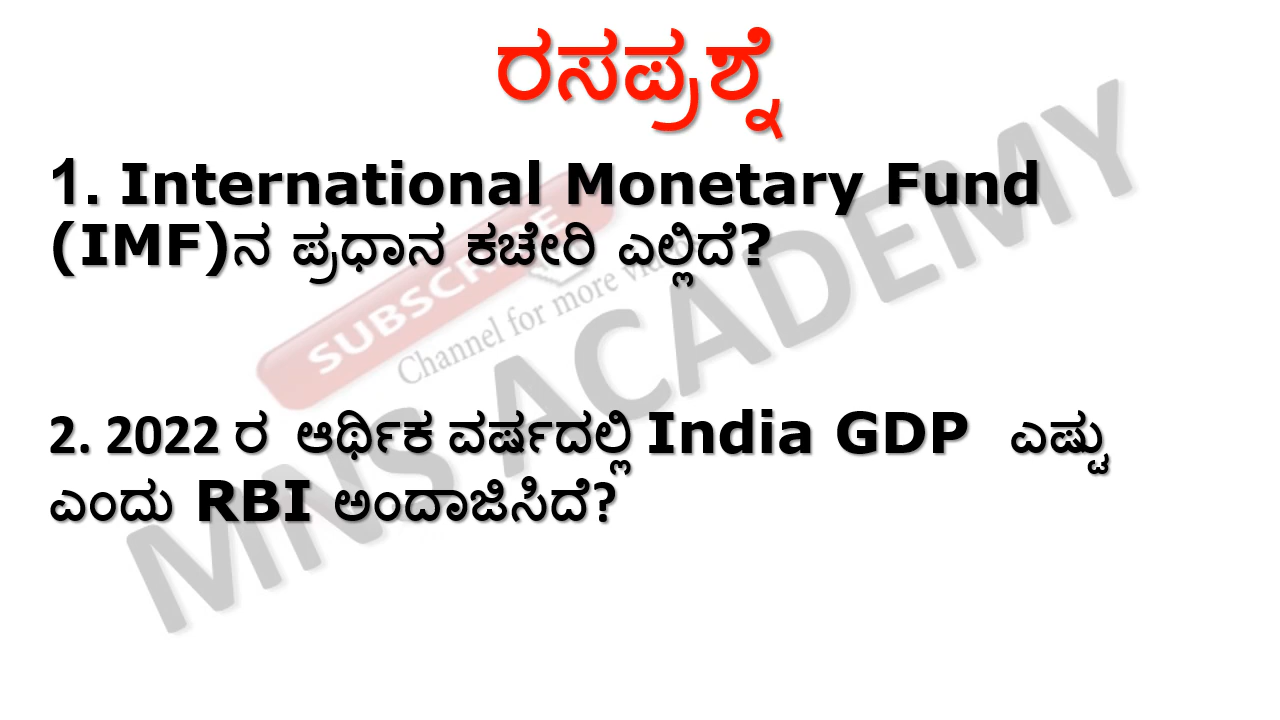 ರಸಪ್ರಶ್ನೆ
1. International Monetary Fund
(IMF)ನ ಪ್ರಧಾನ ಕಚೇರಿ ಎಲ್ಲಿದೆ?
SUBSCRIBE
Channel for more videos
MNS ACADEMY
2. 2022 ರ ಆರ್ಥಿಕ ವರ್ಷದಲ್ಲಿ India GDP ಎಷ್ಟು
ಎಂದು RBI ಅಂದಾಜಿಸಿದೆ?